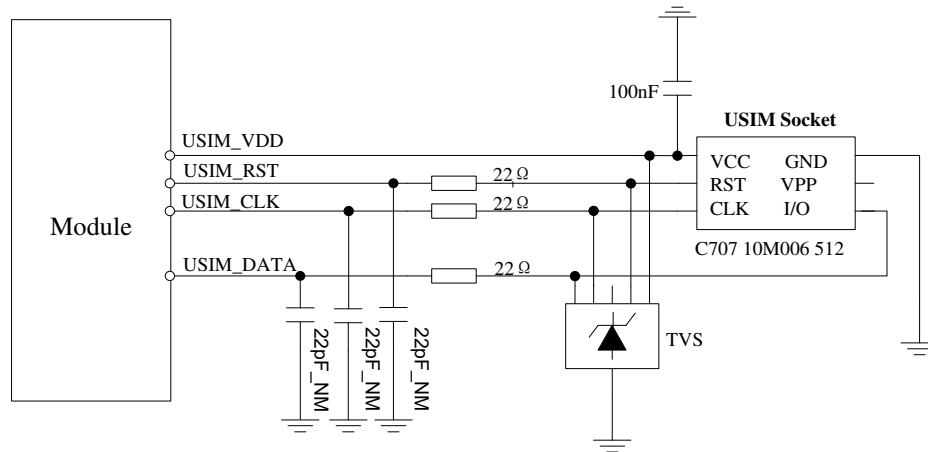 100nF
USIM Socket
USIM_VDD
VCC GND
USIM_RST
22Ω
RST VPP
USIM_CLK
22Ω
CLK I/O
Module
C707 10M006 512
USIM_DATA
22Ω
22pF_NM
22pF_NM
22pF_NM
TVS